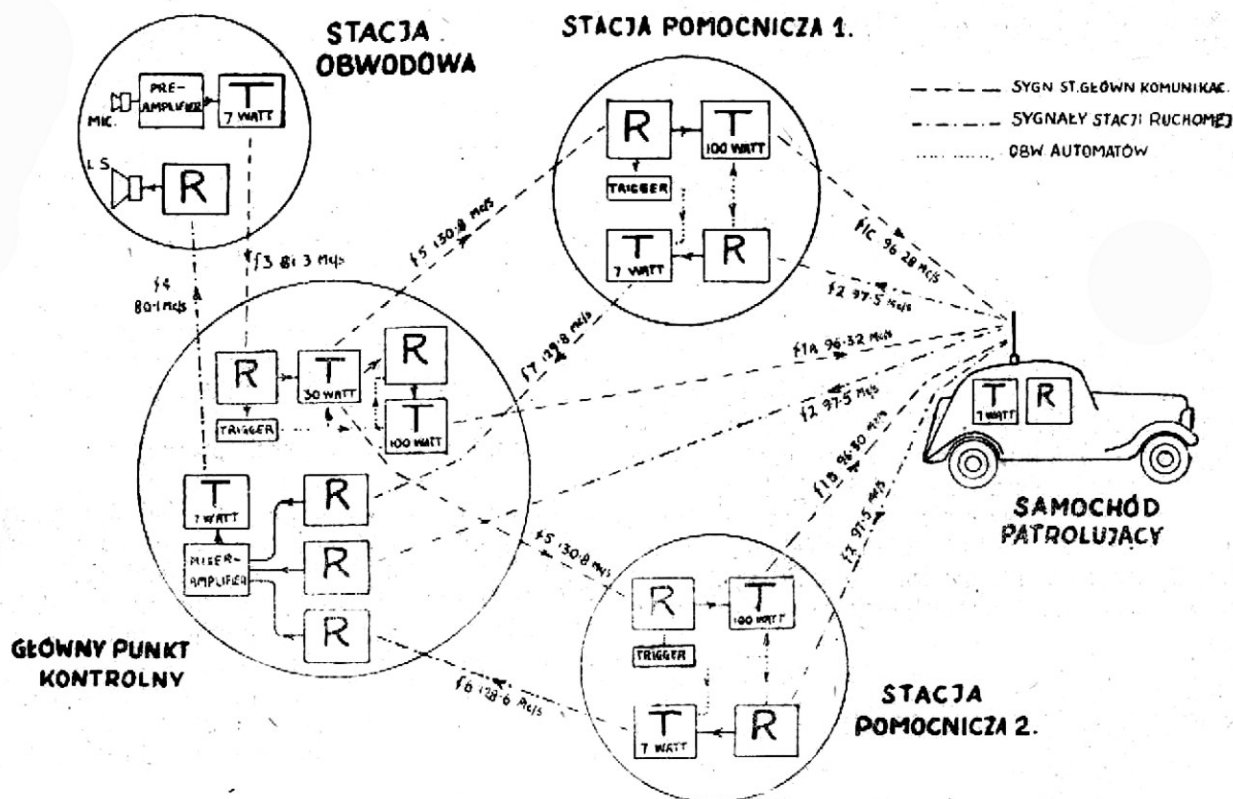 STACJA
OBWODOWA
PRE-
AMPLIFIER
T
7 WATT
MIC.
L S
R
STACJA POMOCNICZA 1.
R
T
100 WATT
TRIGGER
T
7 WATT
R
SYGN ST.GŁÓWN KOMUNIKAC.
SYGNAŁY STACJI RUCHOMEJ
OBW. AUTOMATÓW
f3 81.3 Mc/s
f4
80.1 Mc/s
f5 130.8 Mc/s
f7 129.8 Mc/s
f1C 96.28 Mc/s
f2 97.5 Mc/s
f1A 96.32 Mc/s
f2 97.5 Mc/s
f1B 96.30 Mc/s
f2 97.5 Mc/s
f5 130.8 Mc/s
f6 128.6 Mc/s
R
T
30 WATT
R
TRIGGER
T
100 WATT
T
7 WATT
R
MIXER-
AMPLIFIER
R
R
GŁÓWNY PUNKT
KONTROLNY
T
7 WATT
R
SAMOCHÓD
PATROLUJĄCY
R
T
100 WATT
TRIGGER
T
7 WATT
R
STACJA
POMOCNICZA 2.